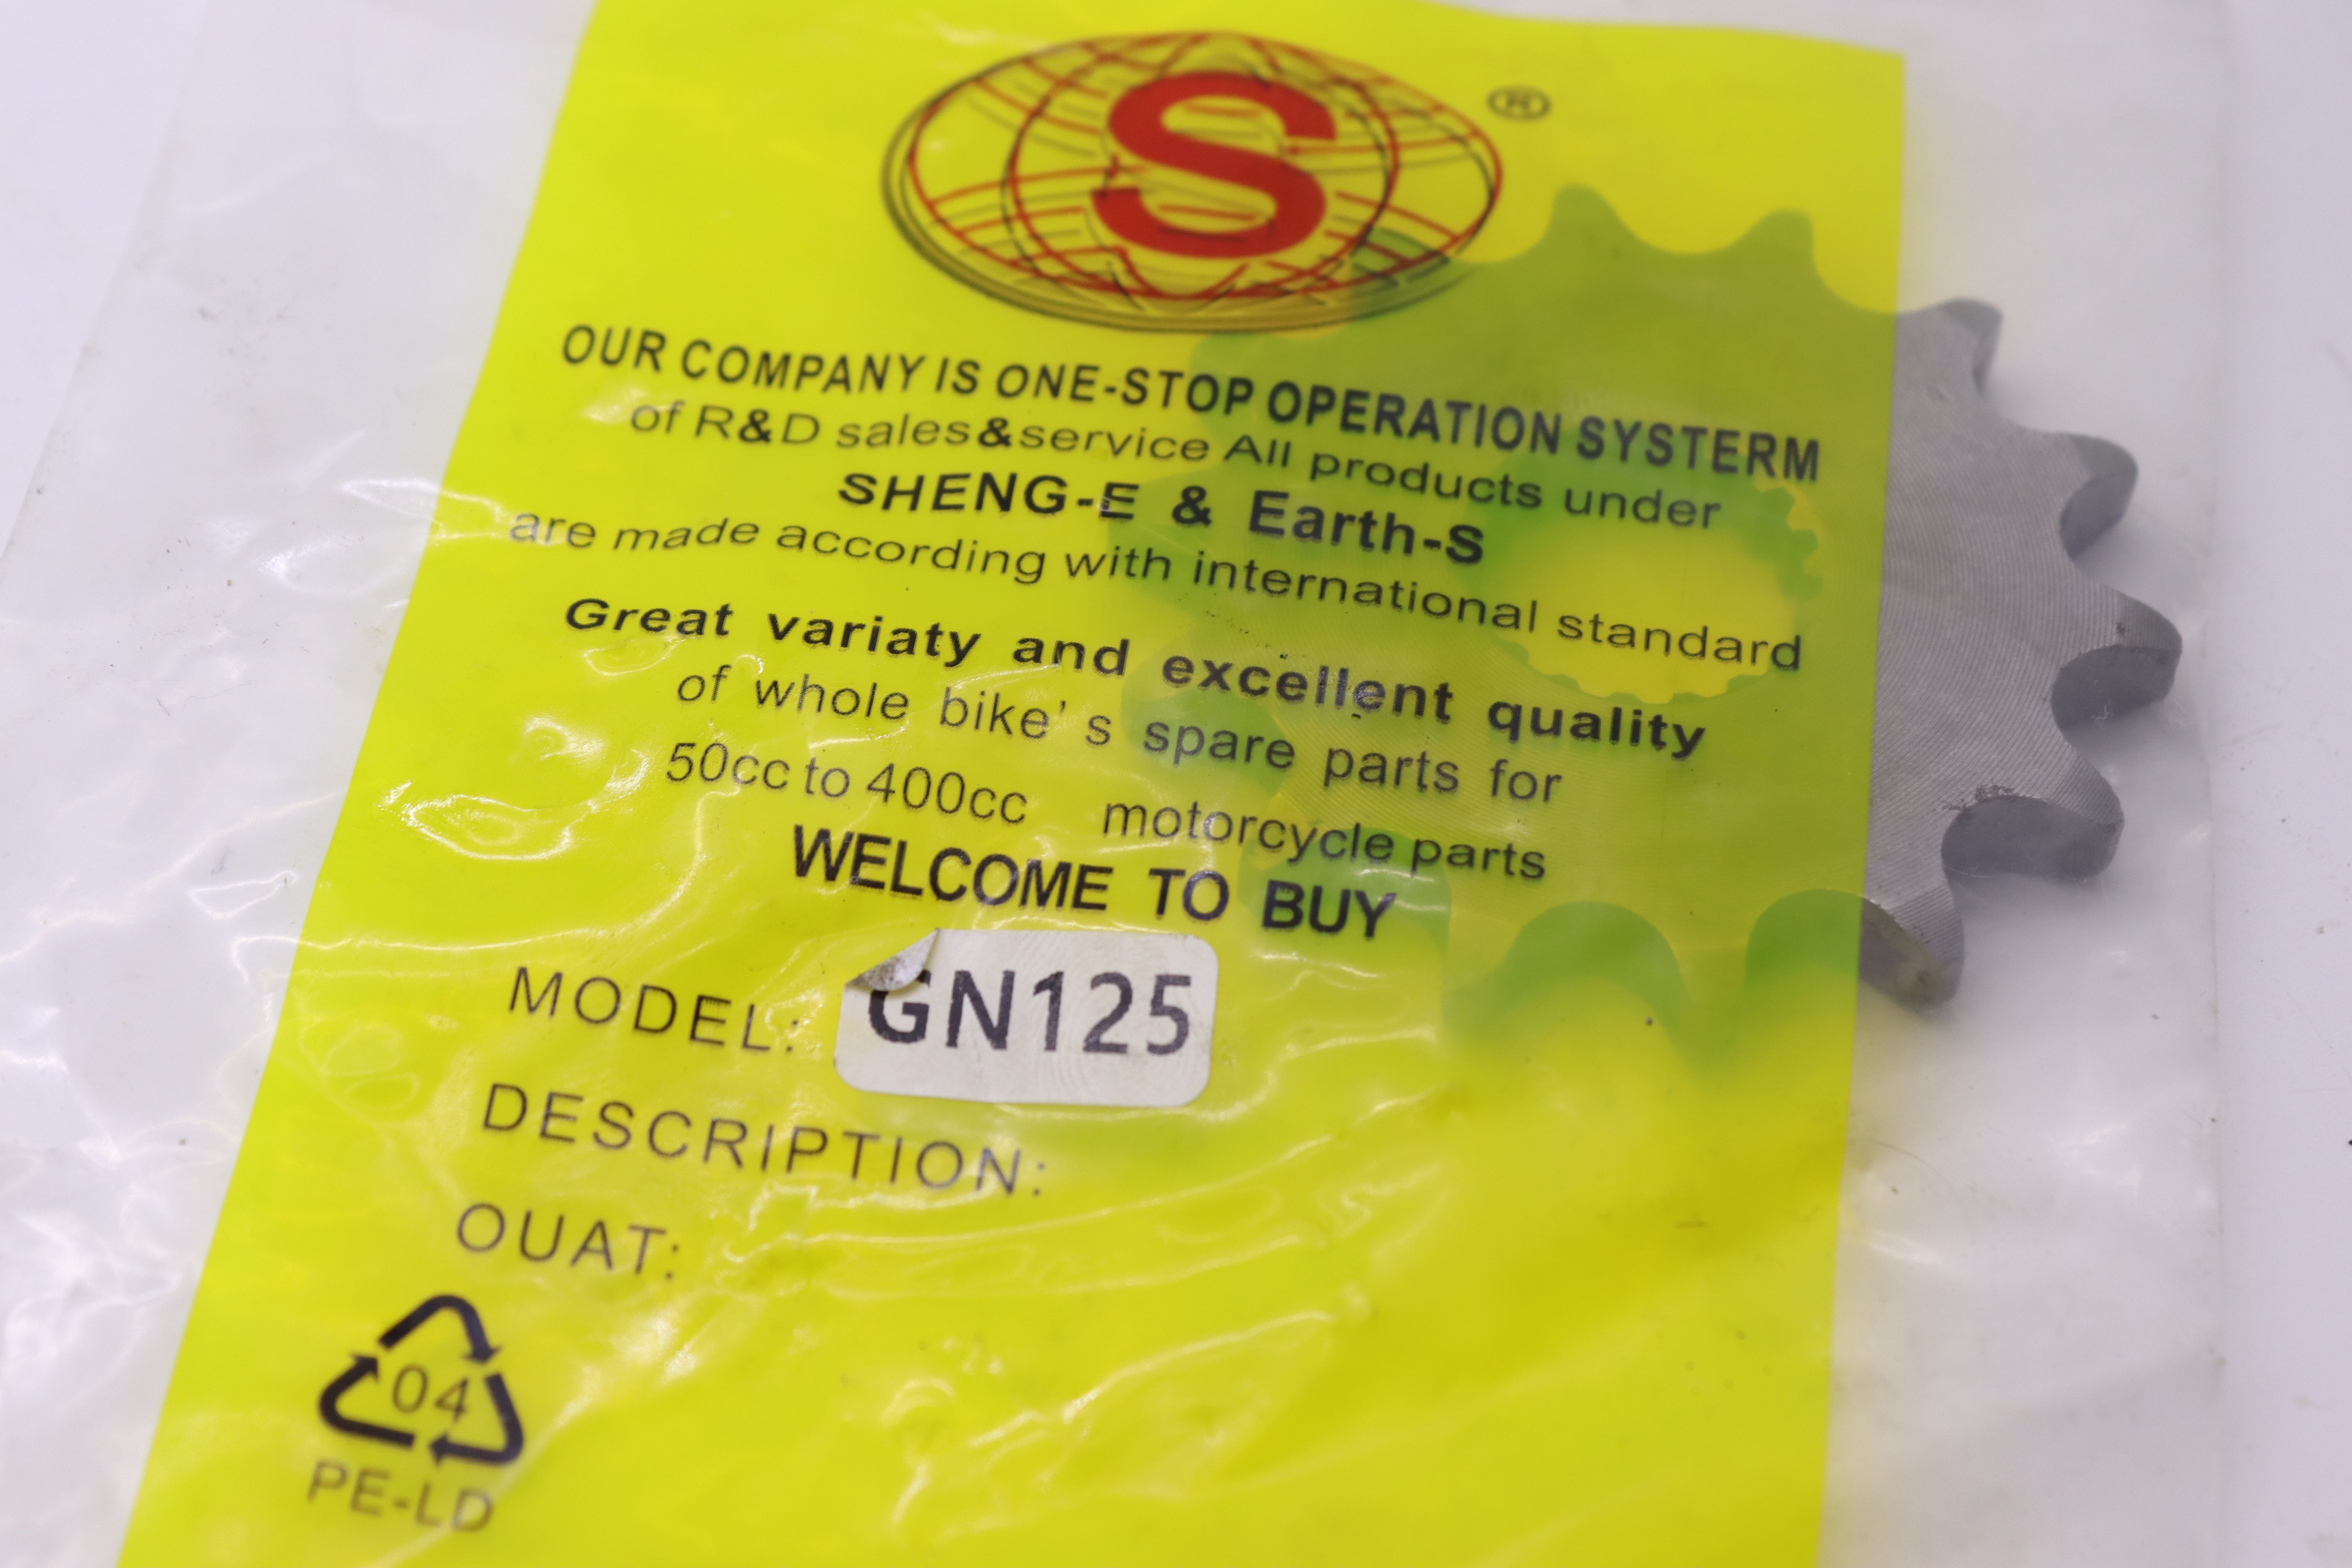 S ®
OUR COMPANY IS ONE-STOP OPERATION SYSTERM
of R&D sales&service All products under
SHENG-E & Earth-S
are made according with international standard
Great variaty and excellent quality
of whole bike's spare parts for
50cc to 400cc motorcycle parts
WELCOME TO BUY
MODEL: GN125
DESCRIPTION:
OUAT:
04
PE-LD